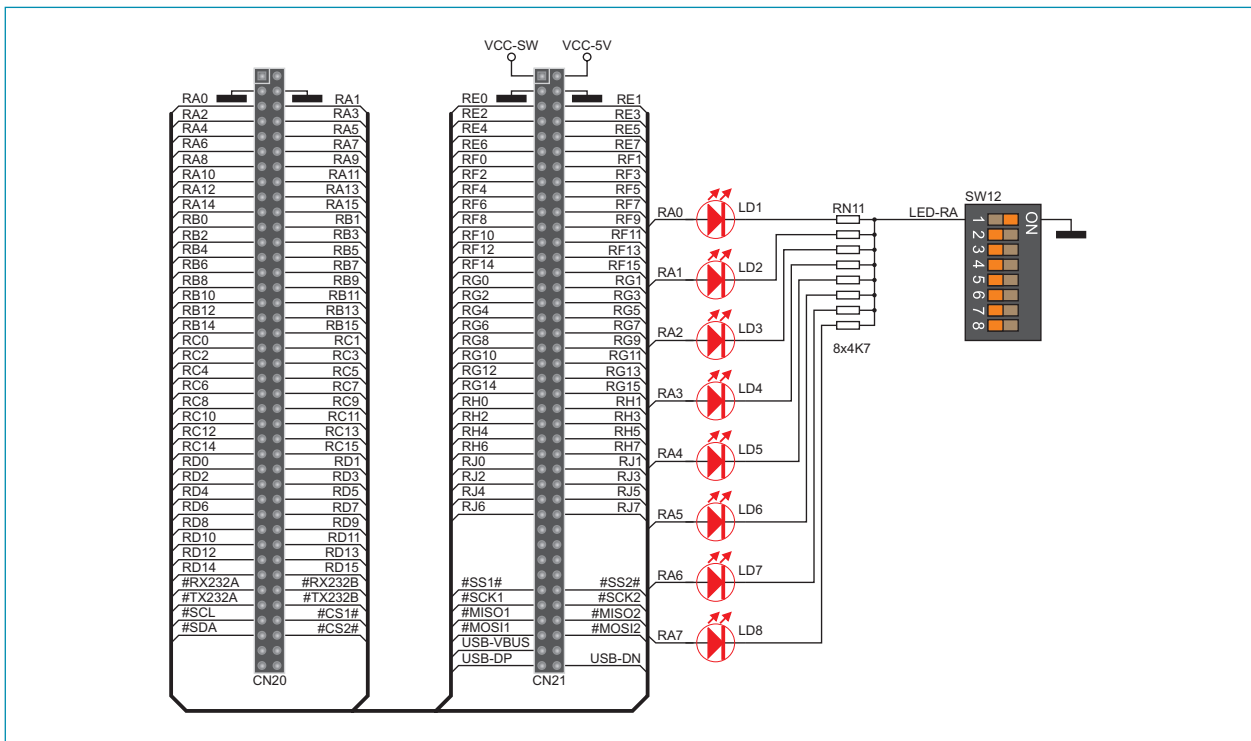 VCC-SW VCC-5V
RA0 RA1 RE0 RE1
RA2 RA3 RE2 RE3
RA4 RA5 RE4 RE5
RA6 RA7 RE6 RE7
RA8 RA9 RF0 RF1
RA10 RA11 RF2 RF3
RA12 RA13 RF4 RF5
RA14 RA15 RF6 RF7
RB0 RB1 RF8 RF9
RB2 RB3 RF10 RF11
RB4 RB5 RF12 RF13
RB6 RB7 RF14 RF15
RB8 RB9 RG0 RG1
RB10 RB11 RG2 RG3
RB12 RB13 RG4 RG5
RB14 RB15 RG6 RG7
RC0 RC1 RG8 RG9
RC2 RC3 RG10 RG11
RC4 RC5 RG12 RG13
RC6 RC7 RG14 RG15
RC8 RC9 RH0 RH1
RC10 RC11 RH2 RH3
RC12 RC13 RH4 RH5
RC14 RC15 RH6 RH7
RD0 RD1 RJ0 RJ1
RD2 RD3 RJ2 RJ3
RD4 RD5 RJ4 RJ5
RD6 RD7 RJ6 RJ7
RD8 RD9
RD10 RD11
RD12 RD13
RD14 RD15
#RX232A #RX232B #SS1# #SS2#
#TX232A #TX232B #SCK1 #SCK2
#SCL #CS1# #MISO1 #MISO2
#SDA #CS2# #MOSI1 #MOSI2
USB-VBUS
USB-DP USB-DN
CN20 CN21
RA0 LD1
RA1 LD2
RA2 LD3
RA3 LD4
RA4 LD5
RA5 LD6
RA6 LD7
RA7 LD8
RN11
8x4K7
LED-RA
SW12
ON
1
2
3
4
5
6
7
8